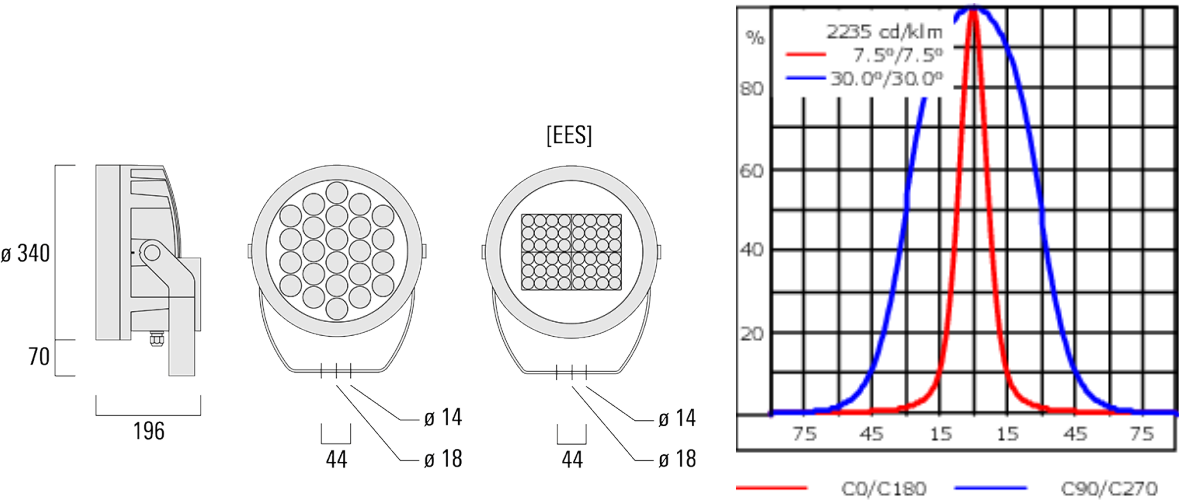 ø 340
70
196
ø 14
44
ø 18
[EES]
ø 14
44
ø 18
2235 cd/klm
%
7.5º/7.5º
30.0º/30.0º
80
60
40
20
75 45 15 15 45 75
C0/C180 C90/C270